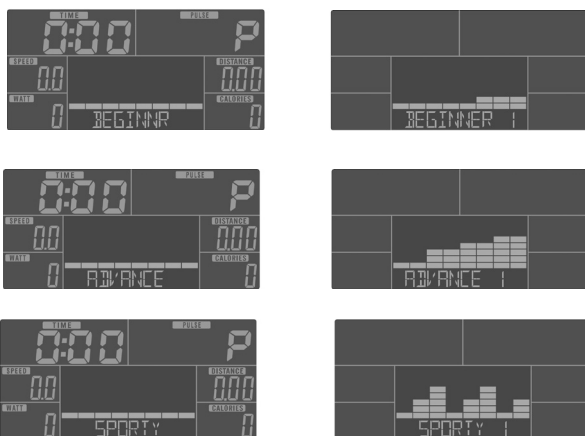 TIME PULSE
0:00 P
SPEED DISTANCE
0.0 0.00
WATT CALORIES
0 0
BEGINNR
BEGINNER 1
TIME PULSE
0:00 P
SPEED DISTANCE
0.0 0.00
WATT CALORIES
0 0
ADVANCE
ADVANCE 1
TIME PULSE
0:00 P
SPEED DISTANCE
0.0 0.00
WATT CALORIES
0 0
SPORTY
SPORTY 1